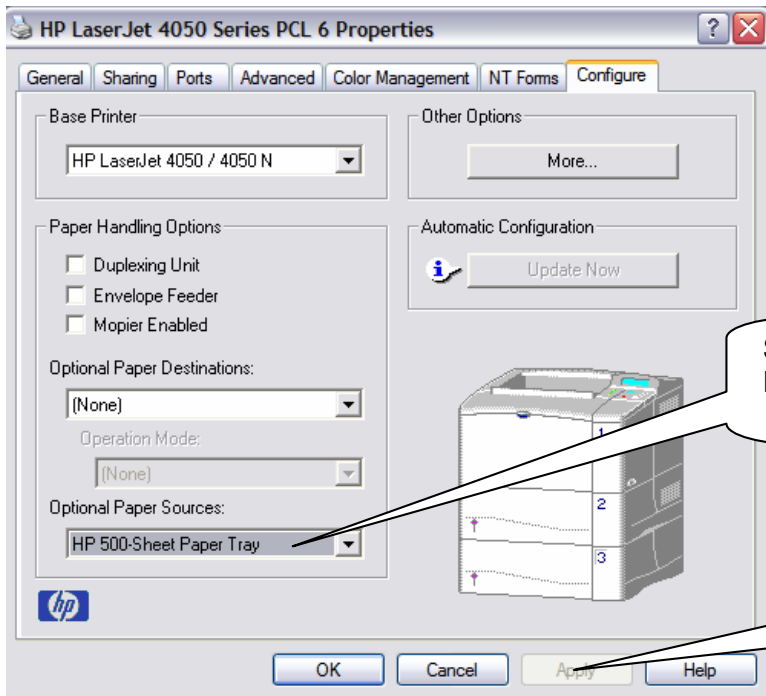 HP LaserJet 4050 Series PCL 6 Properties
General Sharing Ports Advanced Color Management NT Forms Configure
Base Printer
HP LaserJet 4050 / 4050 N
Other Options
More...
Paper Handling Options
Duplexing Unit
Envelope Feeder
Mopier Enabled
Automatic Configuration
Update Now
Optional Paper Destinations:
(None)
Operation Mode:
(None)
Optional Paper Sources:
HP 500-Sheet Paper Tray
1
2
3
hp
OK Cancel Apply Help